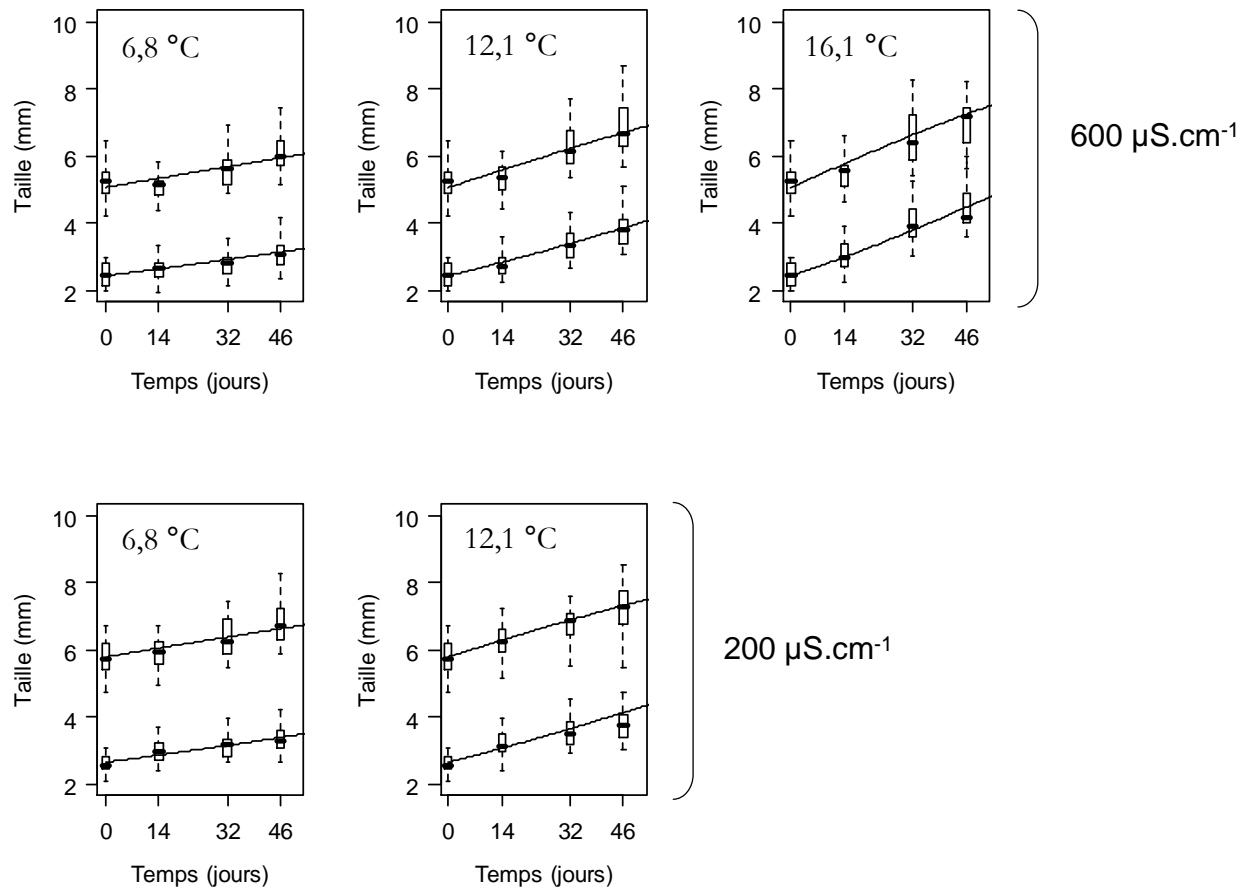 6,8 °C
10
8
6
4
2
Taille (mm)
0 14 32 46
Temps (jours)
12,1 °C
10
8
6
4
2
Taille (mm)
0 14 32 46
Temps (jours)
16,1 °C
10
8
6
4
2
Taille (mm)
0 14 32 46
Temps (jours)
600 µS.cm-1
6,8 °C
10
8
6
4
2
Taille (mm)
0 14 32 46
Temps (jours)
12,1 °C
10
8
6
4
2
Taille (mm)
0 14 32 46
Temps (jours)
200 µS.cm-1